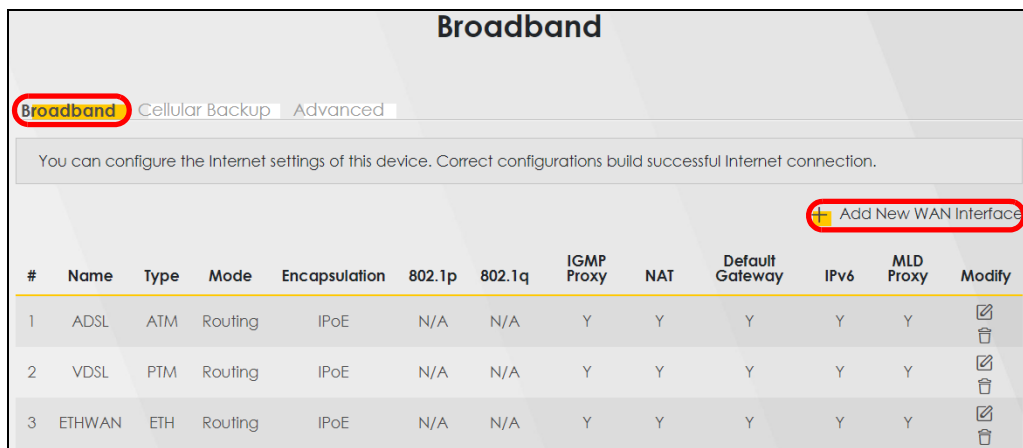 Broadband
Broadband Cellular Backup Advanced
You can configure the Internet settings of this device. Correct configurations build successful Internet connection.
+ Add New WAN Interface
# Name Type Mode Encapsulation 802.1p 802.1q IGMP Proxy NAT Default Gateway IPv6 MLD Proxy Modify
1 ADSL ATM Routing IPoE N/A N/A Y Y Y Y Y
2 VDSL PTM Routing IPoE N/A N/A Y Y Y Y Y
3 ETHWAN ETH Routing IPoE N/A N/A Y Y Y Y Y